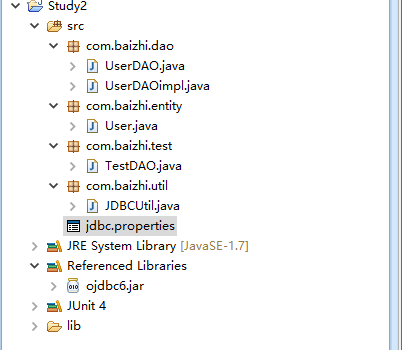 Study2
src
com.baizhi.dao
UserDAO.java
UserDAOimpl.java
com.baizhi.entity
User.java
com.baizhi.test
TestDAO.java
com.baizhi.util
JDBCUtil.java
jdbc.properties
JRE System Library [JavaSE-1.7]
Referenced Libraries
ojdbc6.jar
JUnit 4
lib